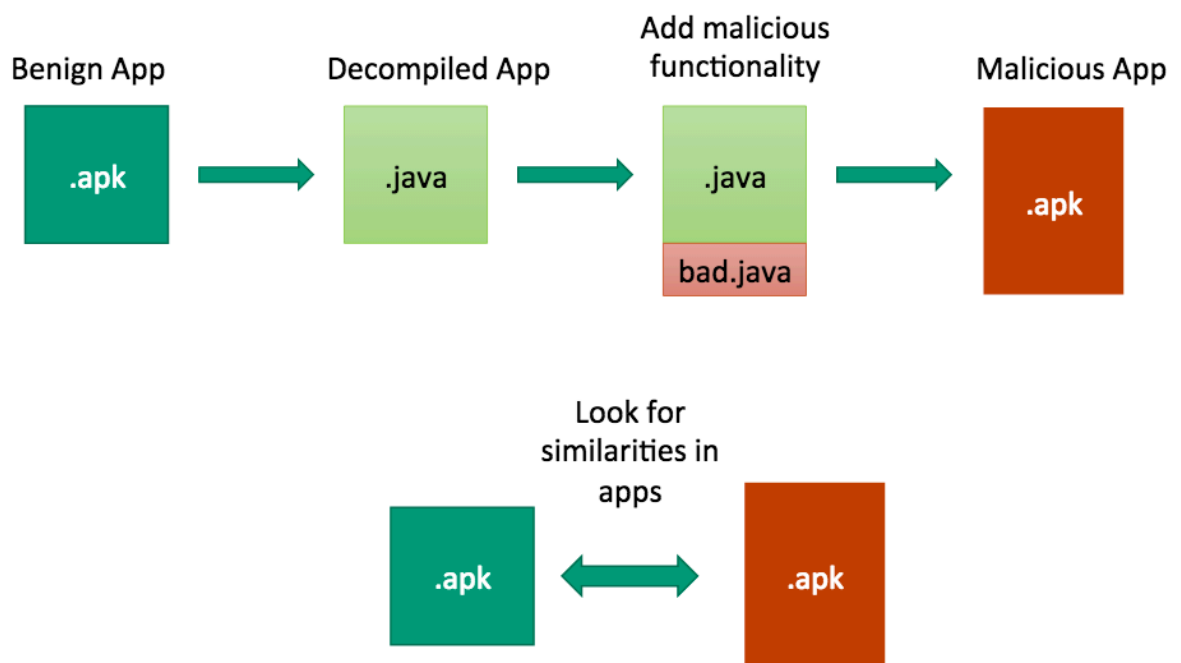 Benign App
Decompiled App
Add malicious
functionality
Malicious App
.apk
.java
.java
bad.java
.apk
Look for
similarities in
apps
.apk
.apk